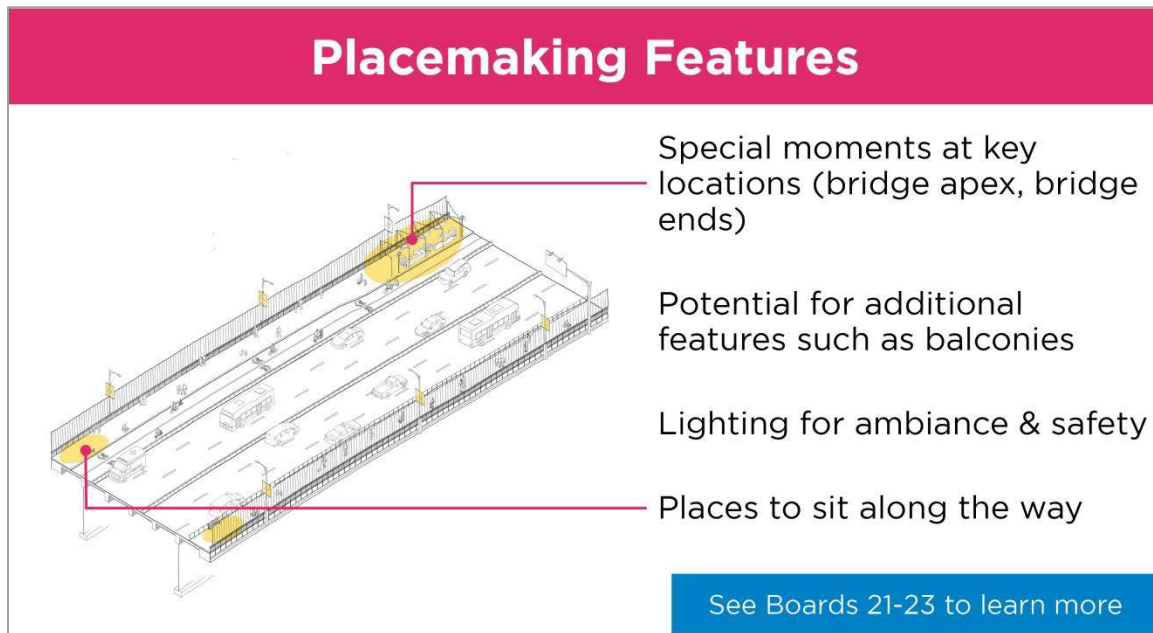 Placemaking Features
Special moments at key
locations (bridge apex, bridge
ends)
Potential for additional
features such as balconies
Lighting for ambiance & safety
Places to sit along the way
See Boards 21-23 to learn more